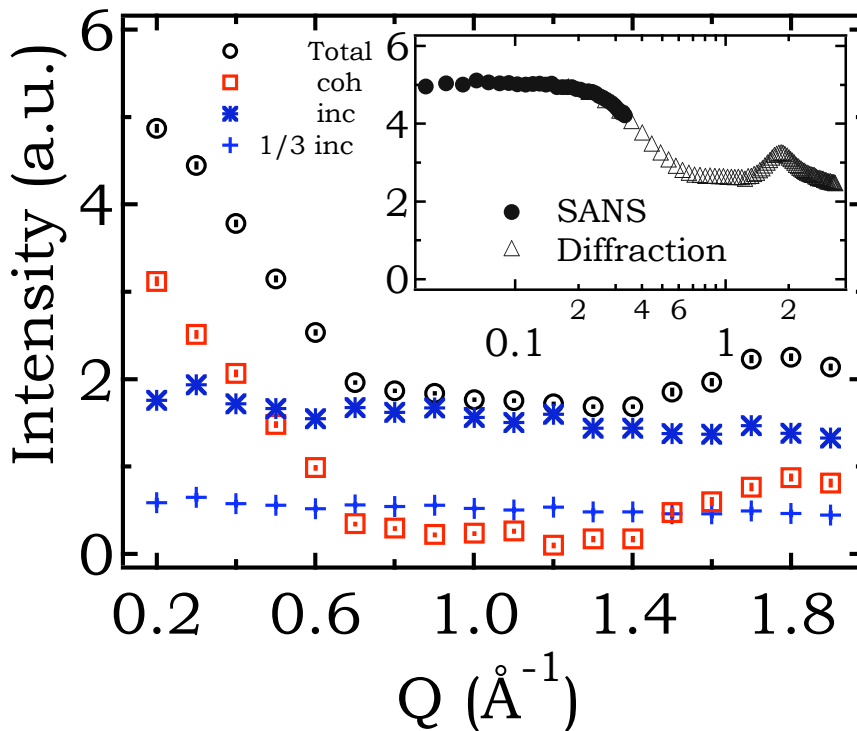 Intensity (a.u.)
6
4
2
0
Total
coh
inc
1/3 inc
6
4
2
0
SANS
Diffraction
2 4 6 2
0.1 1
0.2 0.6 1.0 1.4 1.8
Q (Å⁻¹)